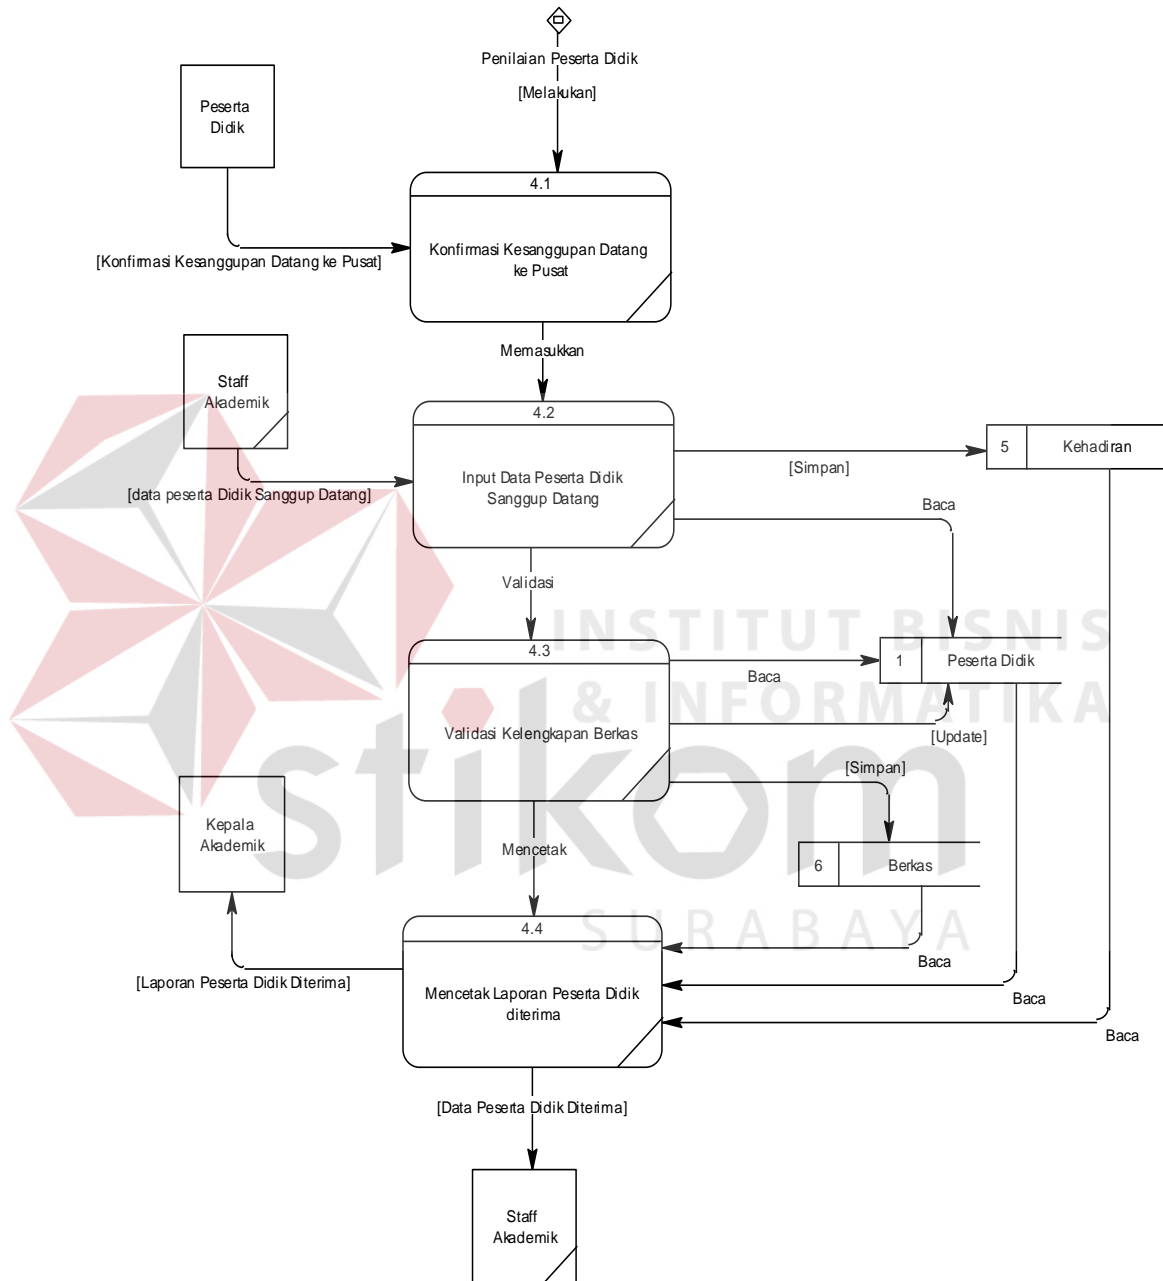 Penilaian Peserta Didik
[Melakukan]
Peserta
Didik
4.1
Konfirmasi Kesanggupan Datang
ke Pusat
[Konfirmasi Kesanggupan Datang ke Pusat]
Memasukkan
Staff
Akademik
4.2
Input Data Peserta Didik
Sanggup Datang
[data peserta Didik Sanggup Datang]
[Simpan]
5
Kehadiran
Baca
Validasi
INSTITUT BISNIS
& INFORMATIKA
stikom
SURABAYA
4.3
Validasi Kelengkapan Berkas
Baca
1
Peserta Didik
[Update]
[Simpan]
Kepala
Akademik
Mencetak
6
Berkas
4.4
Mencetak Laporan Peserta Didik
diterima
Baca
Baca
Baca
[Laporan Peserta Didik Diterima]
[Data Peserta Didik Diterima]
Staff
Akademik